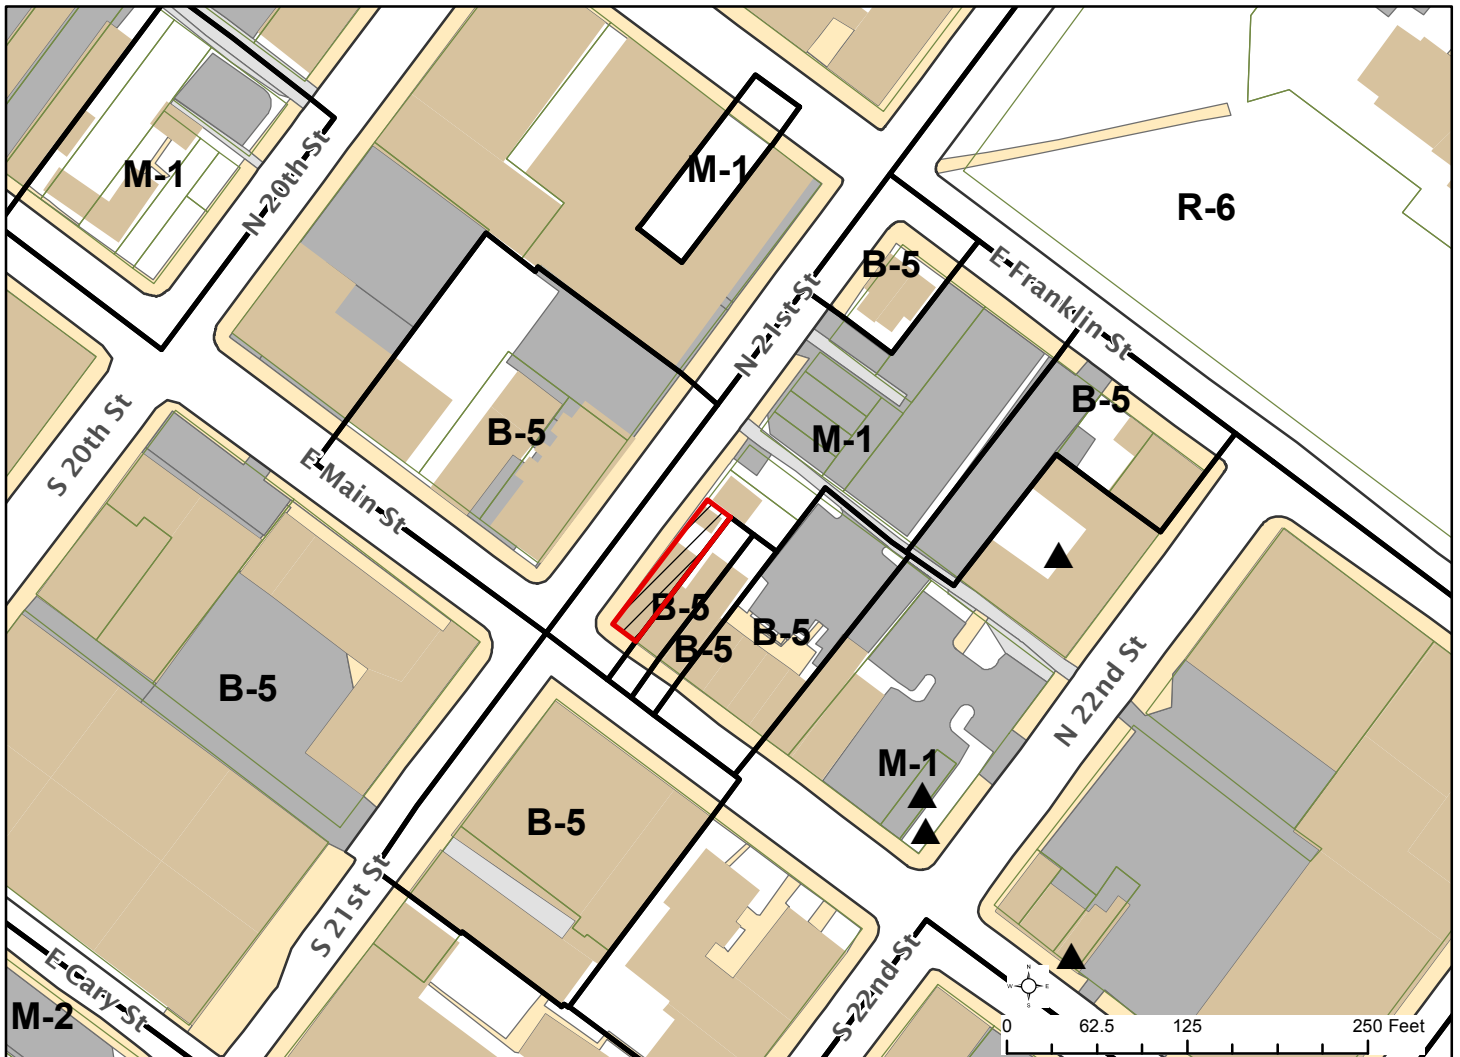 M-1
N 20th St
M-1
R-6
B-5
E Franklin St
N 21st St
B-5
M-1
B-5
S 20th St
E Main St
B-5
B-5
B-5
B-5
N 22nd St
M-1
B-5
S 21st St
E Cary St
M-2
S 22nd St
N
W E
S
0 62.5 125 250 Feet